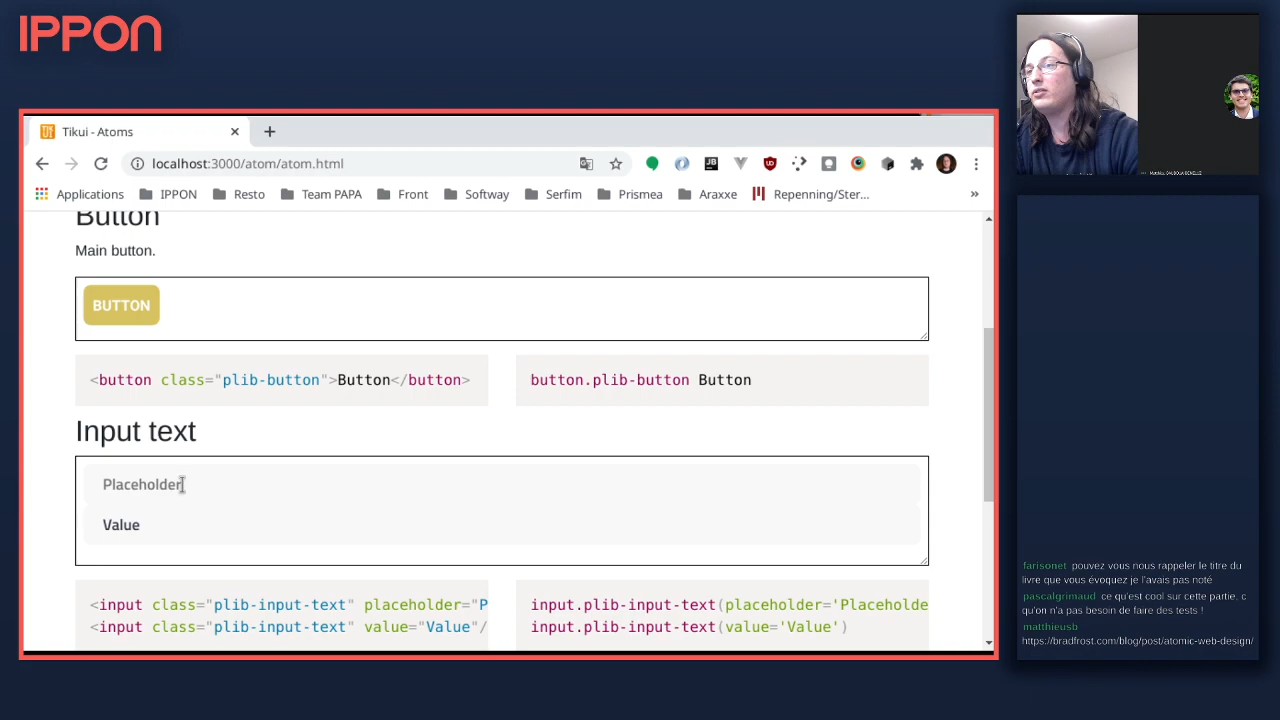 IPPON
Tikui - Atoms
localhost:3000/atom/atom.html
Applications IPPON Resto Team PAPA Front Softway Serfim Prismea Araxxe Repenning/Ster... »
Button
Main button.
BUTTON
<button class="plib-button">Button</button>
button.plib-button Button
Input text
Placeholder
Value
<input class="plib-input-text" placeholder="P
<input class="plib-input-text" value="Value"/
input.plib-input-text(placeholder='Placeholde
input.plib-input-text(value='Value')
farisonet pouvez vous nous rappeler le titre du
livre que vous évoquez je l'avais pas noté
pascalgrimaud ce qu'est cool sur cette partie. c
qu'on n'a pas besoin de faire des tests !
matthieusb
https://bradfrost.com/blog/post/atomic-web-design/